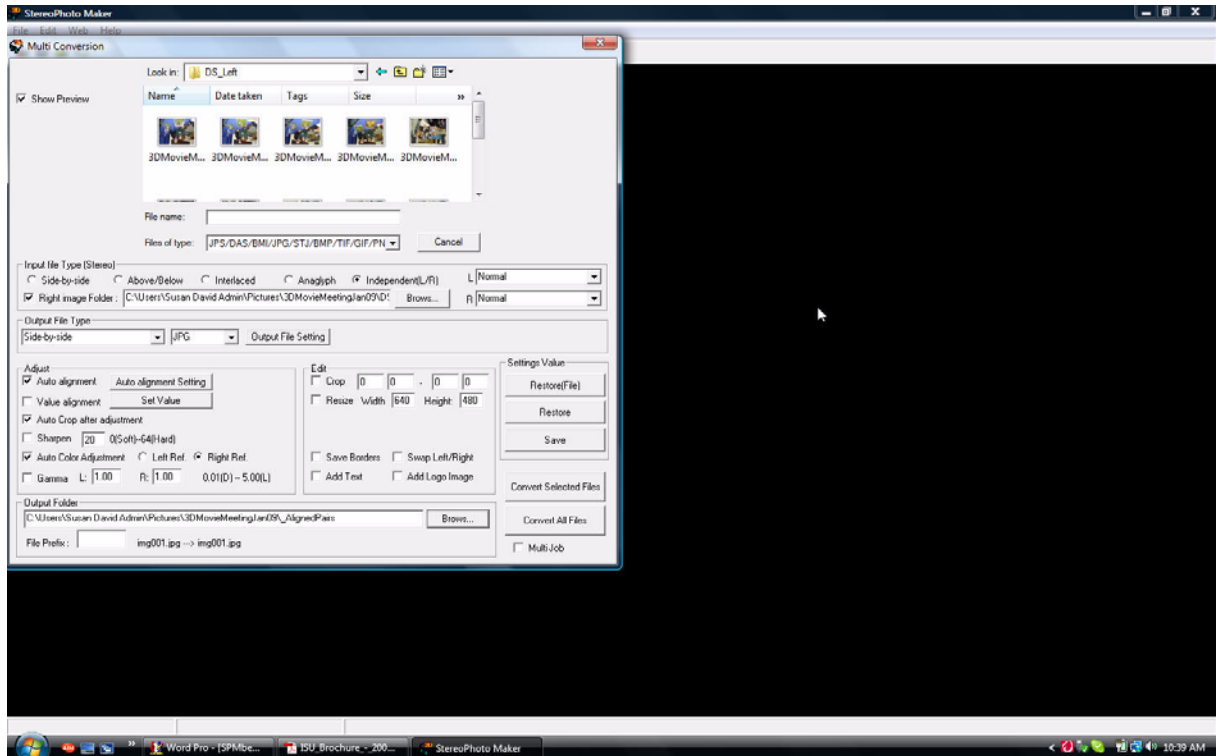 StereoPhoto Maker
File Edit Web Help
Multi Conversion
Look in: DS_Left
Show Preview
Name Date taken Tags Size »
3DMovieM... 3DMovieM... 3DMovieM... 3DMovieM... 3DMovieM...
File name:
Files of type: JPS/DAS/BMI/JPG/STJ/BMP/TIF/GIF/PN Cancel
Input file Type (Stereo)
Side-by-side Above/Below Interlaced Anaglyph Independent(L/R) L Normal
Right image Folder : C:\Users\Susan David Admin\Pictures\3DMovieMeetingJan09\DS Brows... R Normal
Output File Type
Side-by-side JPG Output File Setting
Adjust
Auto alignment Auto alignment Setting
Value alignment Set Value
Auto Crop after adjustment
Sharpen 20 0(Soft)-64(Hard)
Auto Color Adjustment Left Ref. Right Ref.
Gamma L: 1.00 R: 1.00 0.01(D) – 5.00(L)
Edit
Crop 0 0 , 0 0
Resize Width 640 Height 480
Save Borders Swap Left/Right
Add Text Add Logo Image
Settings Value
Restore(File)
Restore
Save
Convert Selected Files
Convert All Files
Multi Job
Output Folder
C:\Users\Susan David Admin\Pictures\3DMovieMeetingJan09\_AlignedPairs Brows...
File Prefix : img001.jpg ---> img001.jpg
» Word Pro - [SPMbe... ISU_Brochure_-_200... StereoPhoto Maker 10:39 AM